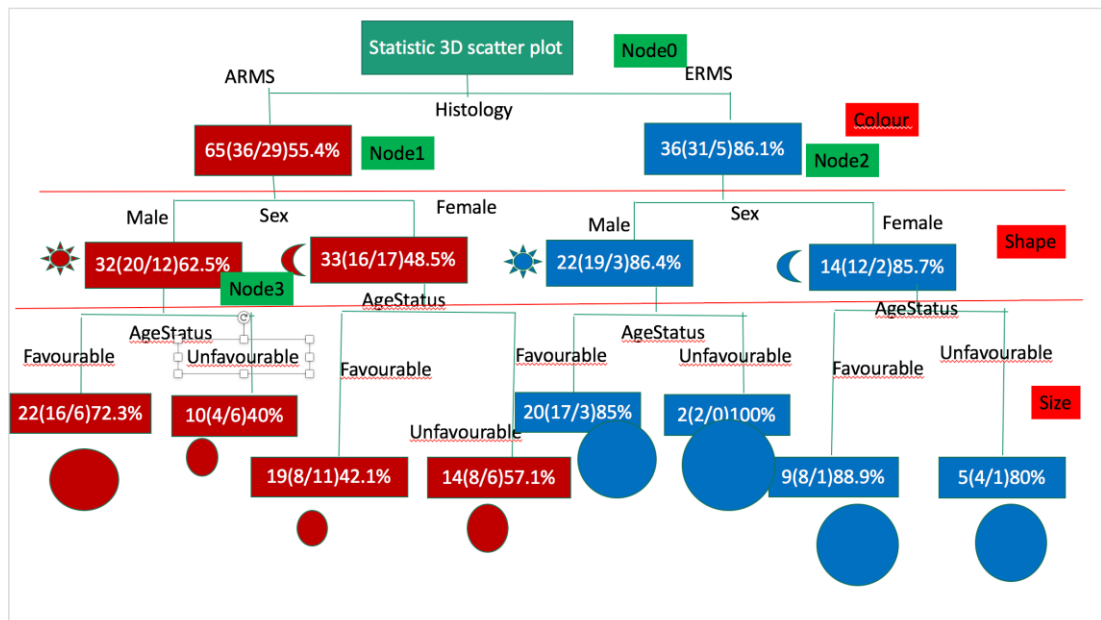 Statistic 3D scatter plot
Node0
ARMS
ERMS
Histology
Colour
65(36/29)55.4%
Node1
36(31/5)86.1%
Node2
Male
Sex
Female
Male
Sex
Female
Shape
32(20/12)62.5%
33(16/17)48.5%
22(19/3)86.4%
14(12/2)85.7%
Node3
AgeStatus
AgeStatus
AgeStatus
AgeStatus
Favourable
Unfavourable
Favourable
Favourable
Unfavourable
Favourable
Unfavourable
22(16/6)72.3%
10(4/6)40%
20(17/3)85%
2(2/0)100%
Size
Unfavourable
19(8/11)42.1%
14(8/6)57.1%
9(8/1)88.9%
5(4/1)80%